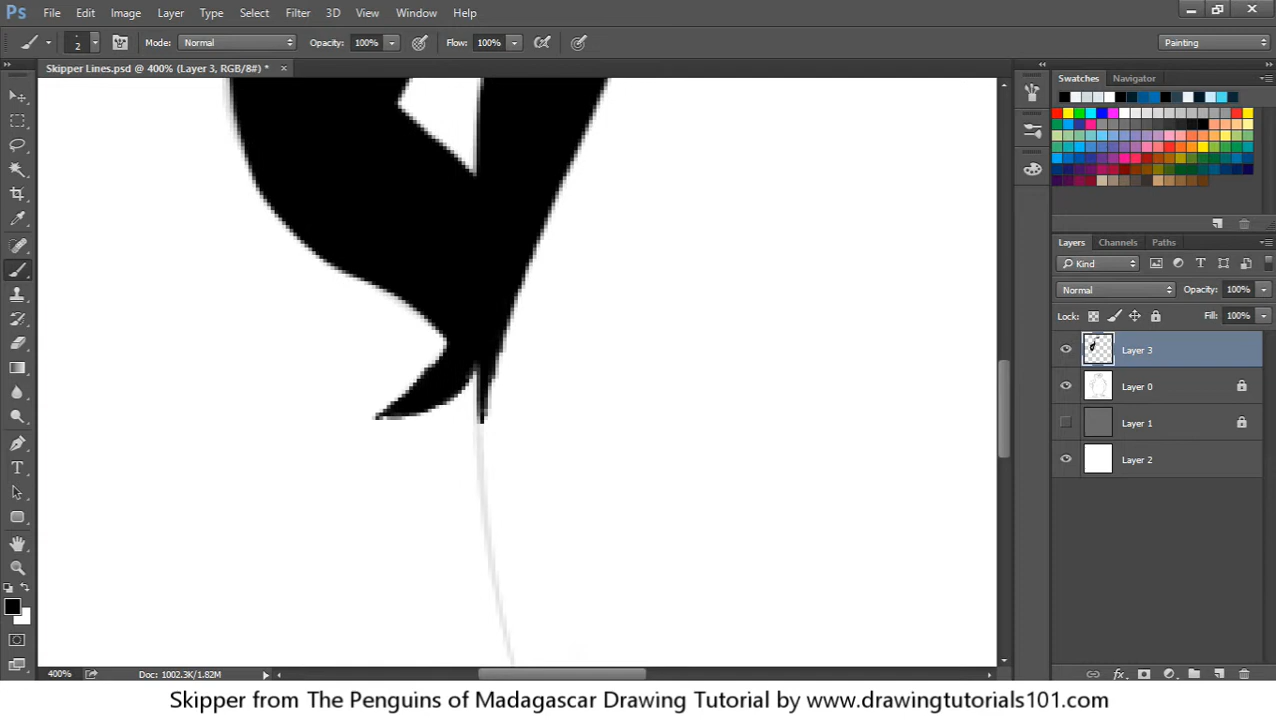 Ps File Edit Image Layer Type Select Filter 3D View Window Help
2 Mode: Normal Opacity: 100% Flow: 100% Painting
Skipper Lines.psd @ 400% (Layer 3, RGB/8#) * ×
Swatches Navigator
Layers Channels Paths
Kind
Normal Opacity: 100%
Lock: Fill: 100%
Layer 3
Layer 0
Layer 1
Layer 2
400% Doc: 1002.3K/1.82M
fx
Skipper from The Penguins of Madagascar Drawing Tutorial by www.drawingtutorials101.com